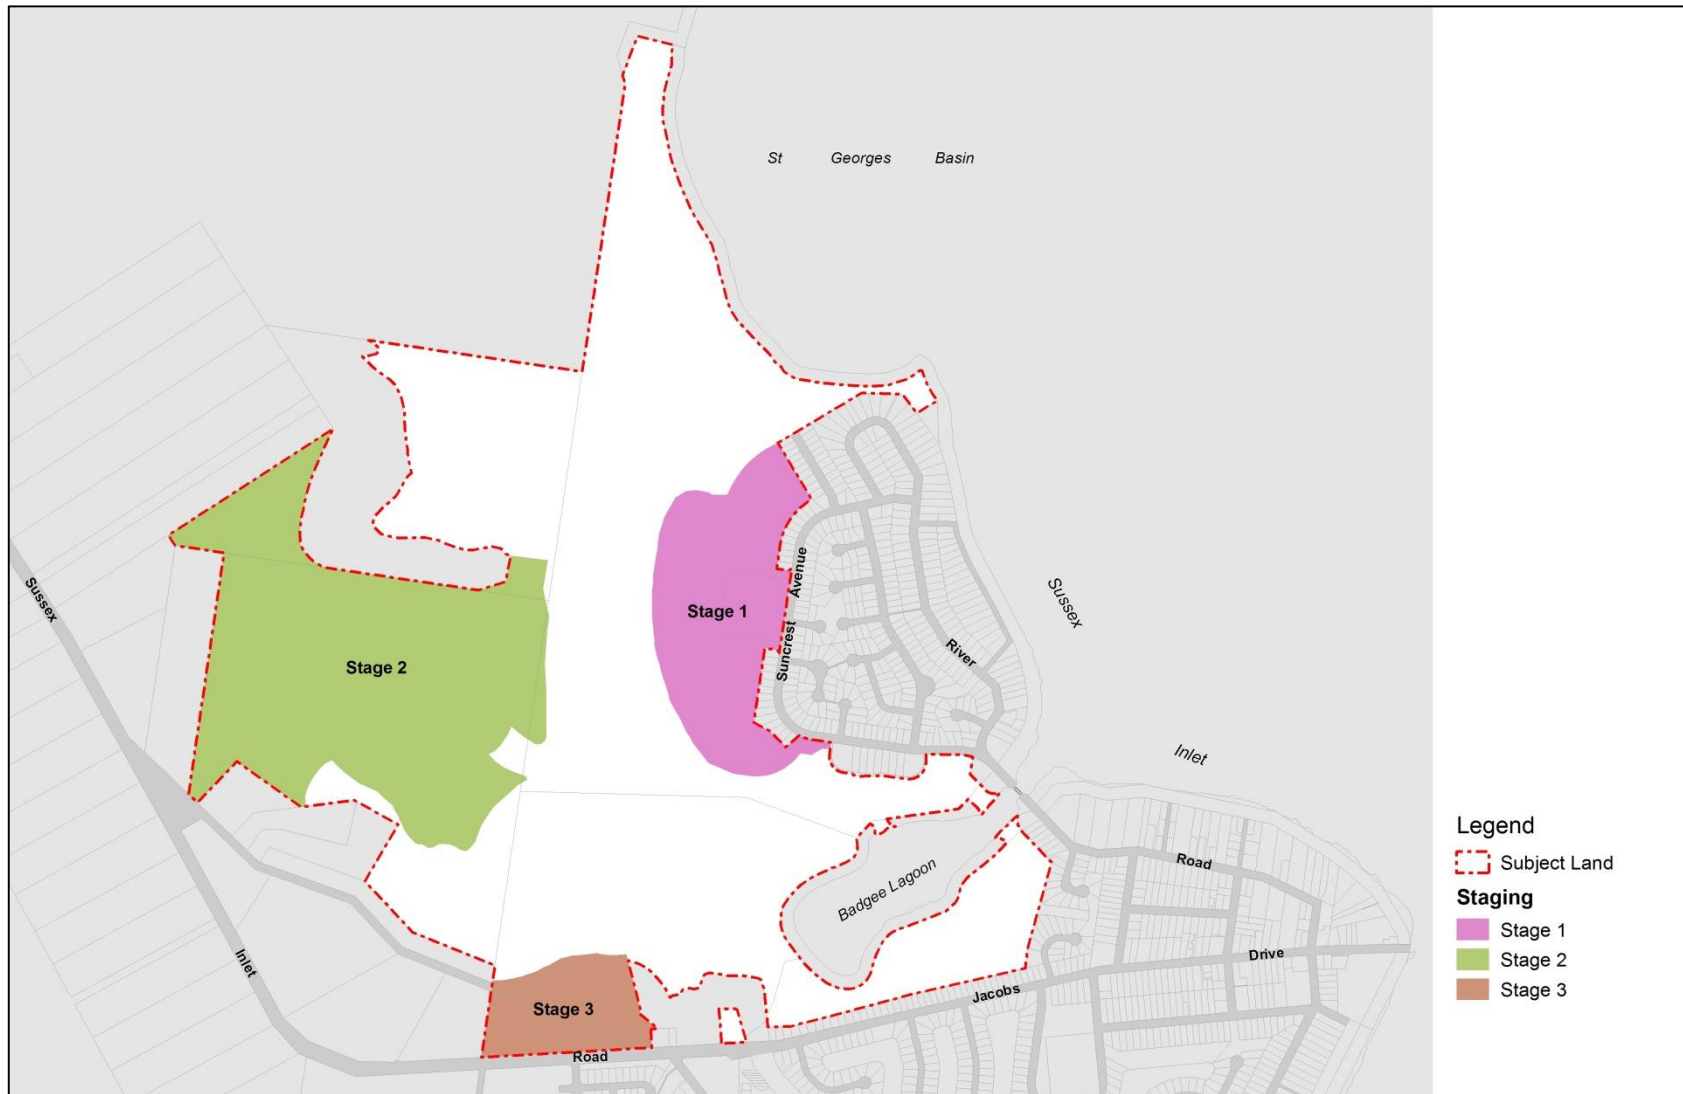 St Georges Basin
Sussex
Avenue
Stage 1
Sussex
Stage 2
Suncrest
River
Inlet
Road
Badgee Lagoon
Inlet
Drive
Jacobs
Stage 3
Road
Legend
Subject Land
Staging
Stage 1
Stage 2
Stage 3